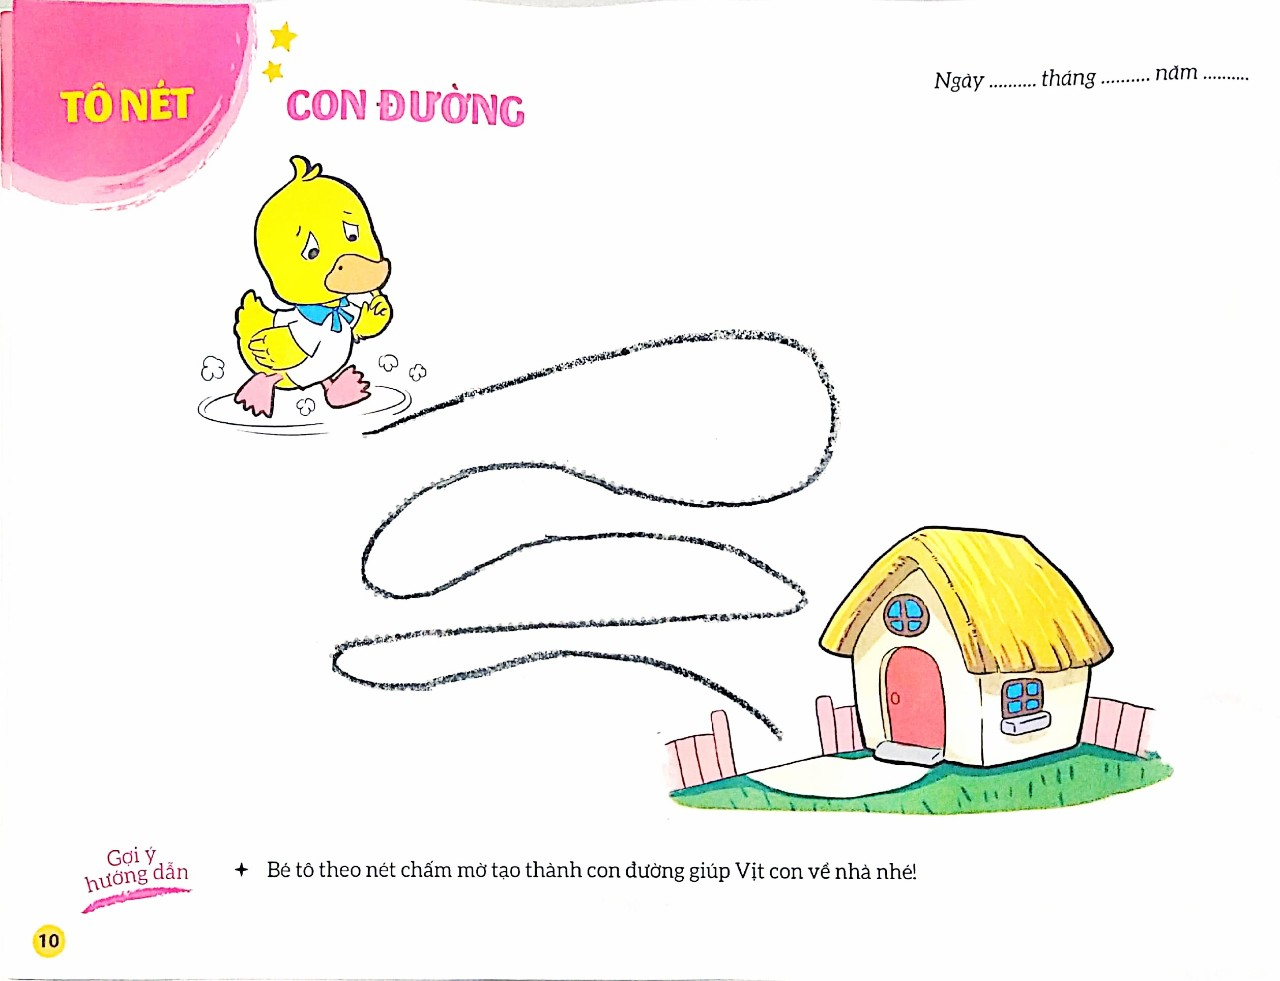 TÔ NÉT
CON ĐƯỜNG
Ngày ......... tháng .......... năm ..........
Gợi ý
hướng dẫn
Bé tô theo nét chấm mờ tạo thành con đường giúp Vịt con về nhà nhé!
10